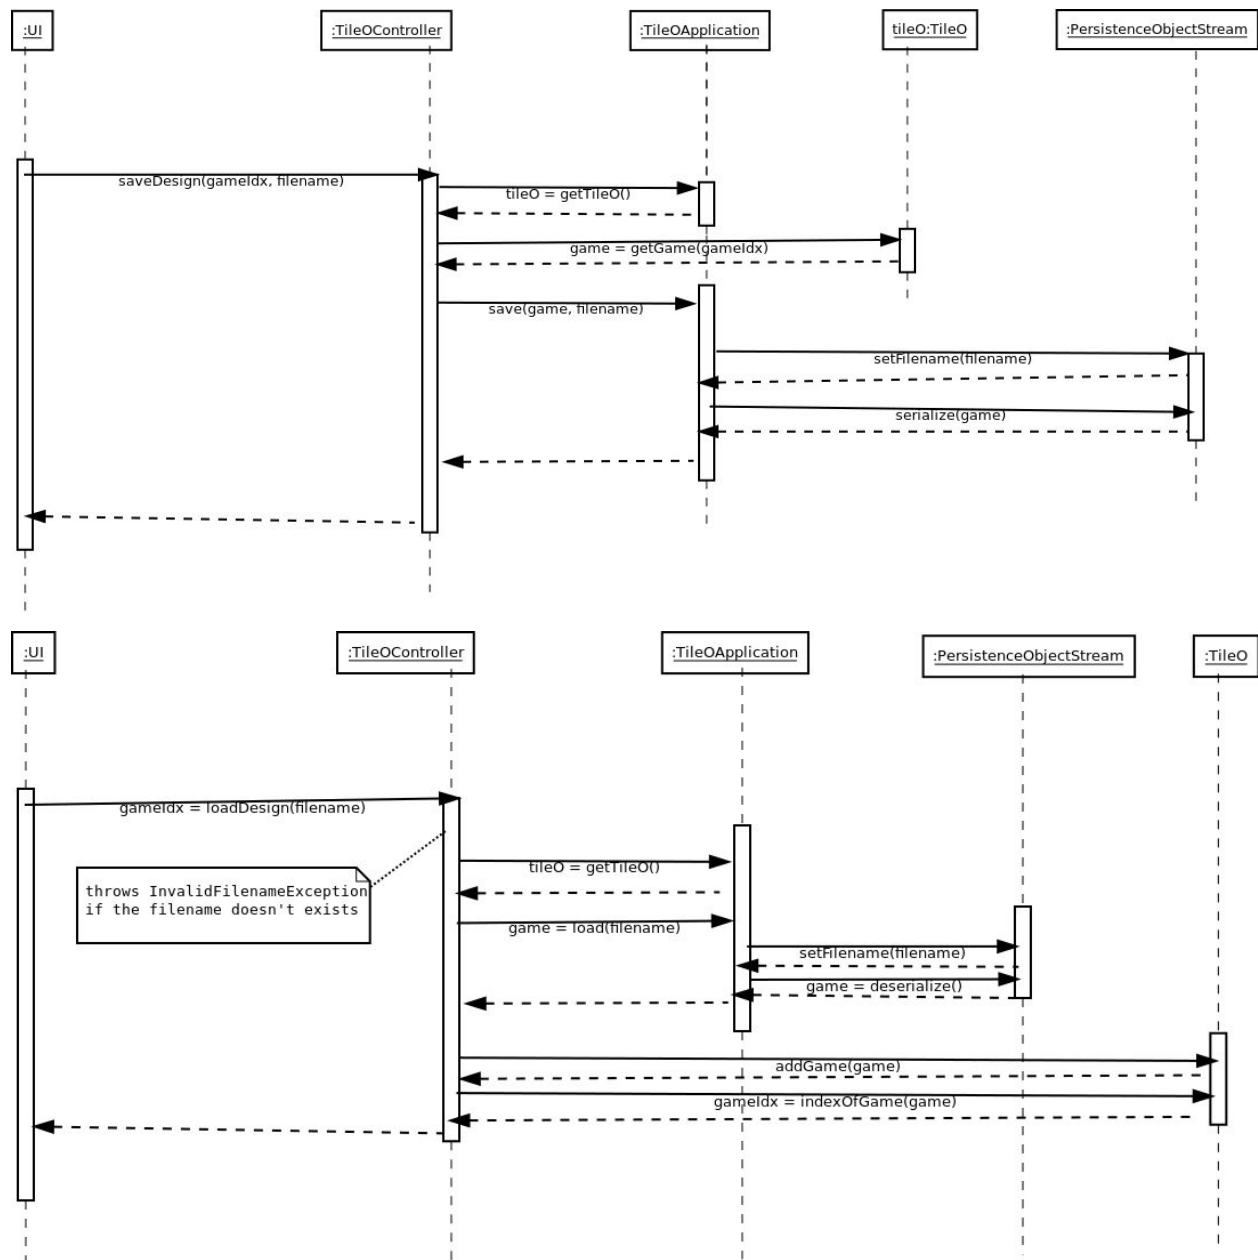 :UI
:TileOController
:TileOApplication
tileO:TileO
:PersistenceObjectStream
saveDesign(gameIdx, filename)
tileO = getTileO()
game = getGame(gameIdx)
save(game, filename)
setFilename(filename)
serialize(game)
:UI
:TileOController
:TileOApplication
:PersistenceObjectStream
:TileO
gameIdx = loadDesign(filename)
tileO = getTileO()
throws InvalidFilenameException
if the filename doesn't exists
game = load(filename)
setFilename(filename)
game = deserialize()
addGame(game)
gameIdx = indexOfGame(game)